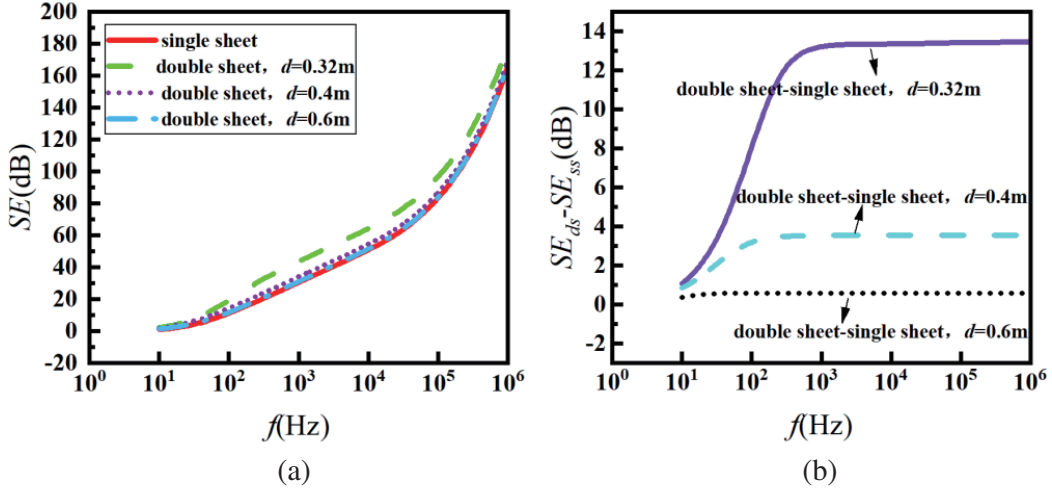 200
180
160
140
120
100
80
60
40
20
0
-20
SE(dB)
single sheet
double sheet，d=0.32m
double sheet，d=0.4m
double sheet，d=0.6m
10⁰ 10¹ 10² 10³ 10⁴ 10⁵ 10⁶
f(Hz)
(a)
14
12
10
8
6
4
2
0
-2
SE_ds-SE_ss(dB)
double sheet-single sheet，d=0.32m
double sheet-single sheet，d=0.4m
double sheet-single sheet，d=0.6m
10⁰ 10¹ 10² 10³ 10⁴ 10⁵ 10⁶
f(Hz)
(b)